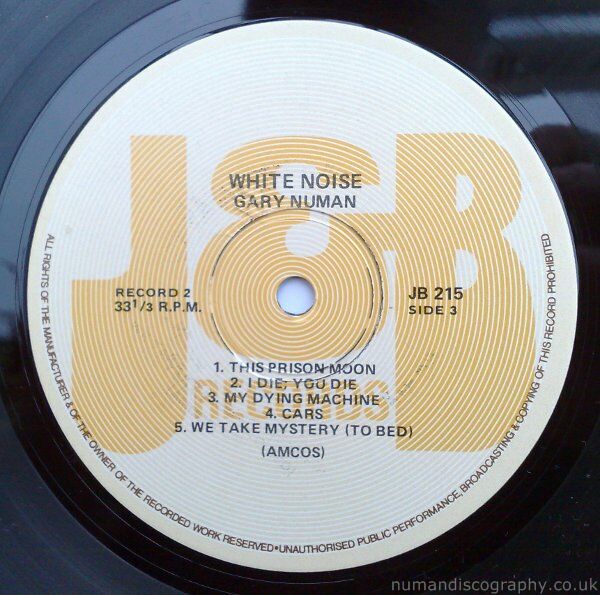 J&B
RECORDS
WHITE NOISE
GARY NUMAN
RECORD 2
33 1/3 R.P.M.
JB 215
SIDE 3
1. THIS PRISON MOON
2. I DIE; YOU DIE
3. MY DYING MACHINE
4. CARS
5. WE TAKE MYSTERY (TO BED)
(AMCOS)
ALL RIGHTS OF THE MANUFACTURER & OF THE OWNER OF THE RECORDED WORK RESERVED•UNAUTHORISED PUBLIC PERFORMANCE, BROADCASTING & COPYING OF THIS RECORD PROHIBITED
numandiscography.co.uk